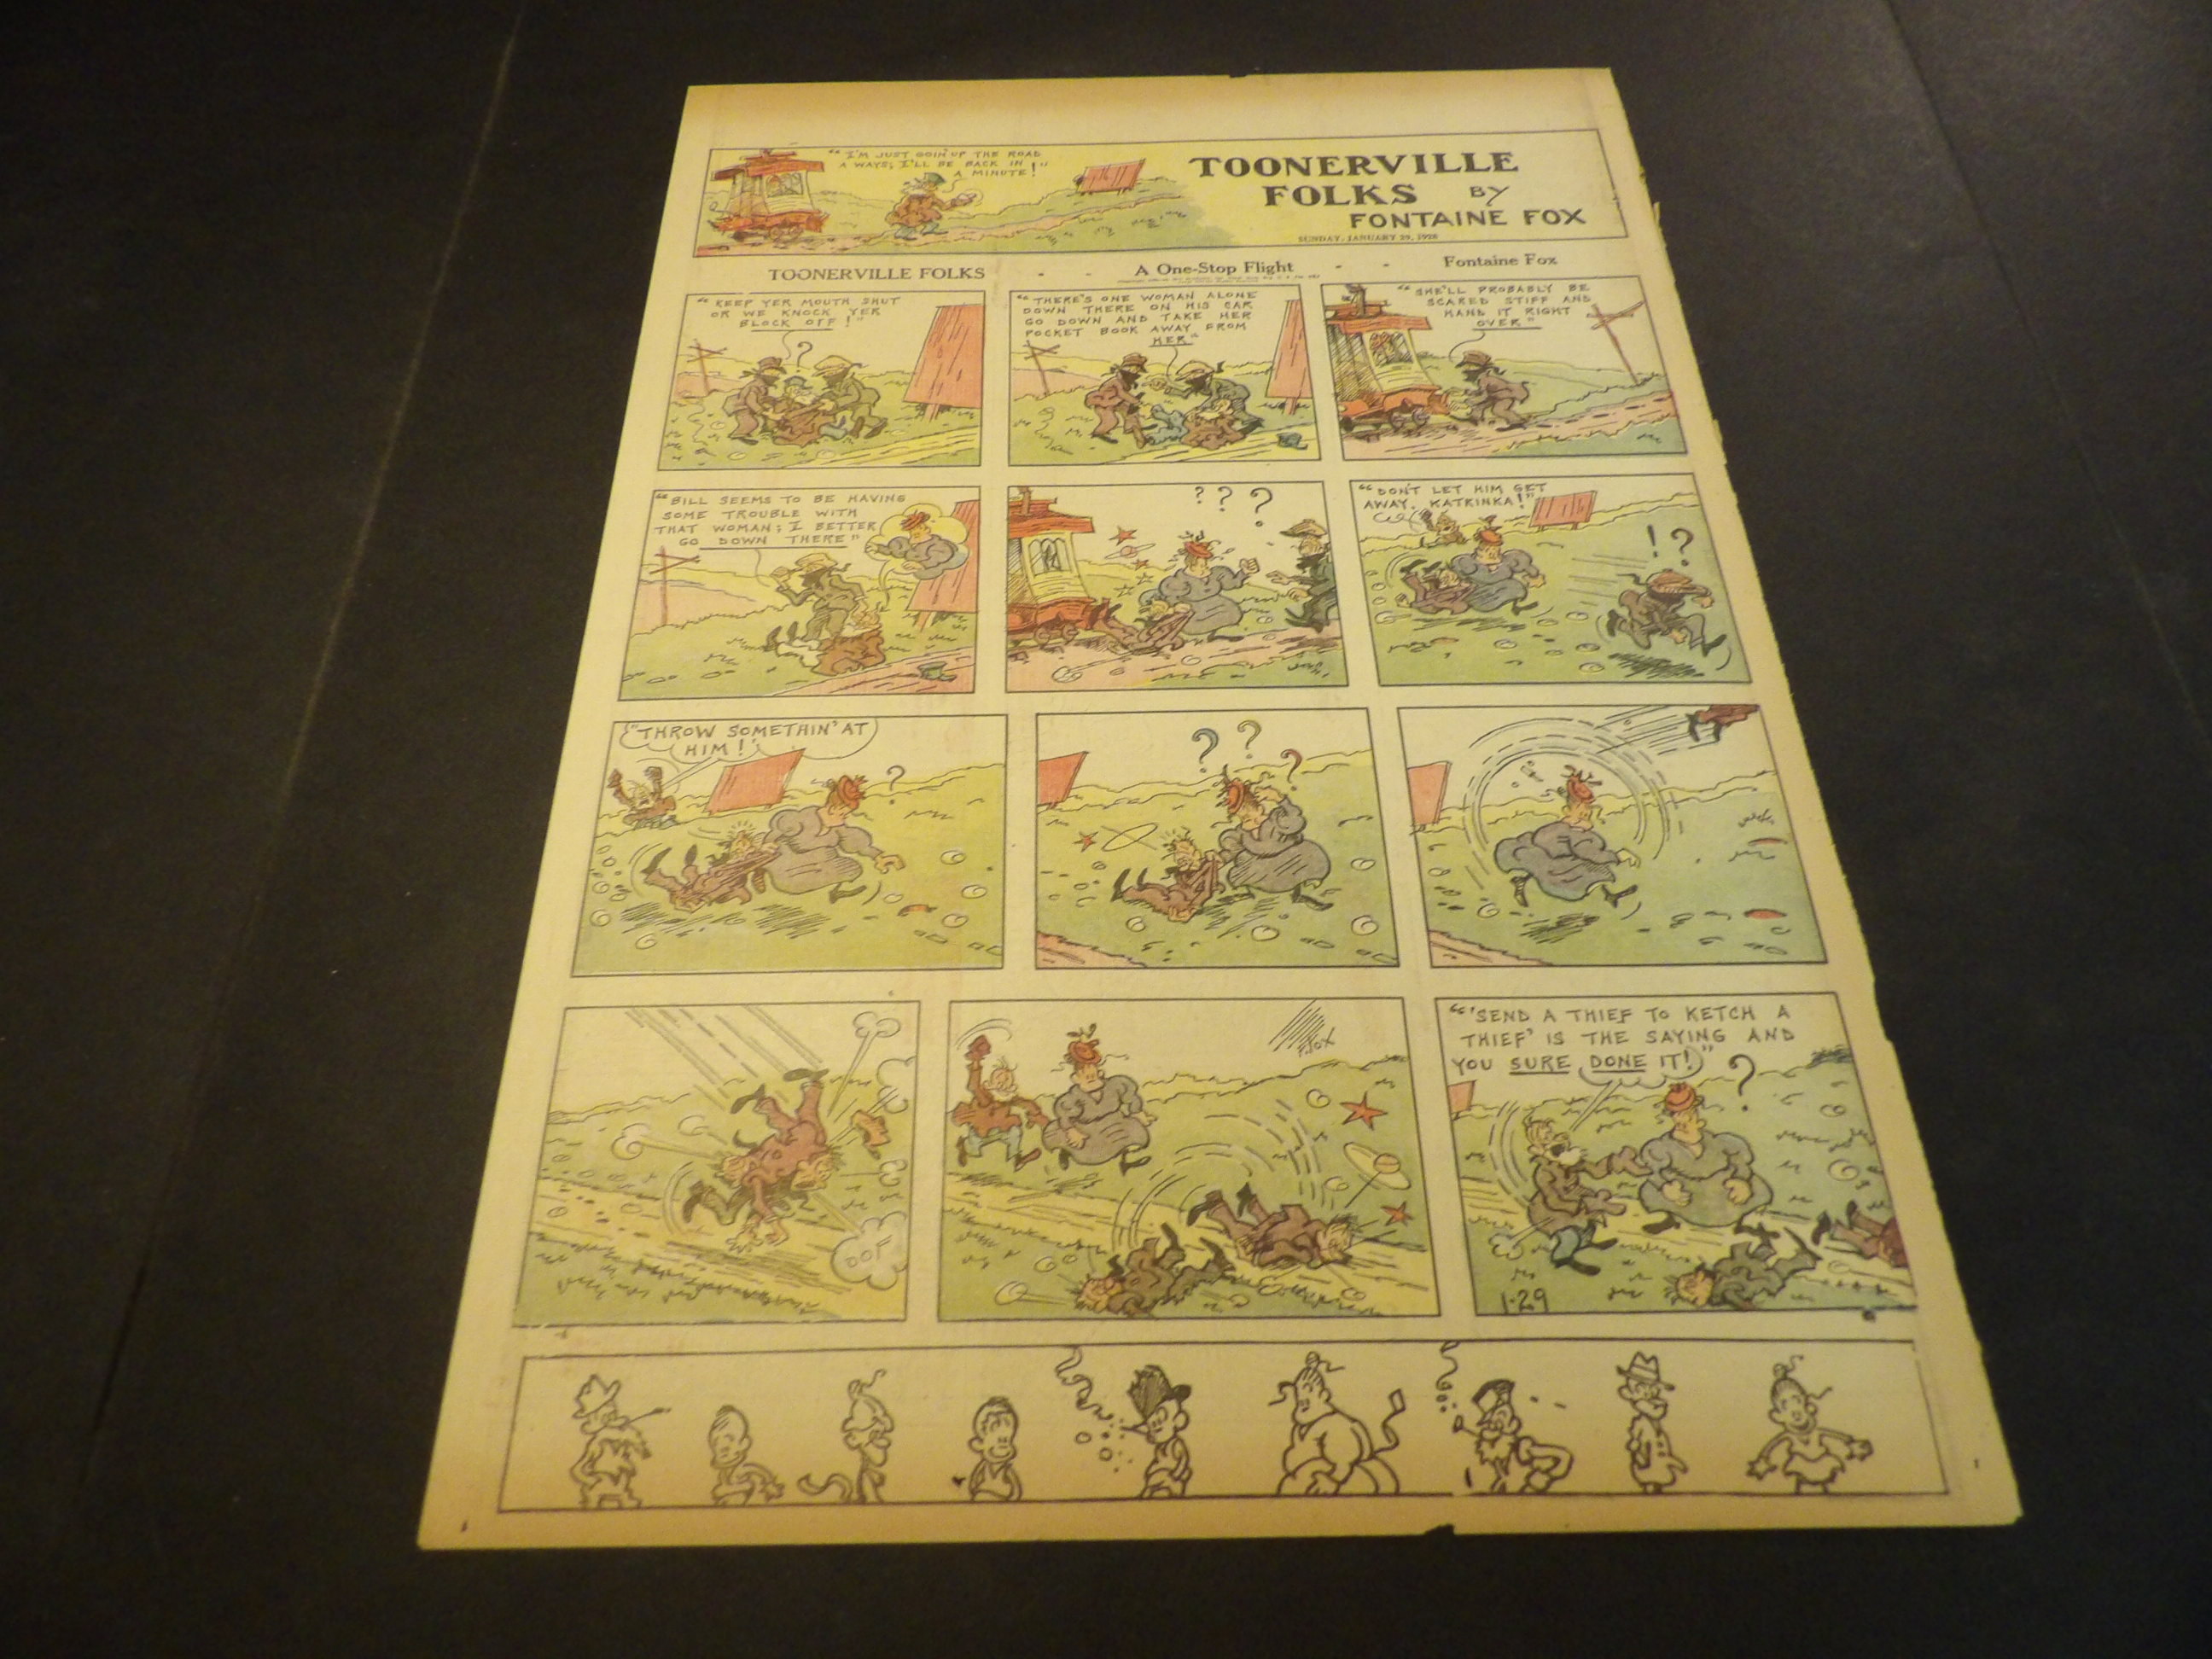 "I'M JUST GOIN' UP THE ROAD
A WAYS; I'LL BE BACK IN
A MINUTE!"
TOONERVILLE
FOLKS BY
FONTAINE FOX
SUNDAY, JANUARY 29, 1928
TOONERVILLE FOLKS - - A One-Stop Flight - - Fontaine Fox
"KEEP YER MOUTH SHUT
OR WE KNOCK YER
BLOCK OFF!"
?
"THERE'S ONE WOMAN ALONE
DOWN THERE ON HIS CAR
GO DOWN AND TAKE HER
POCKET BOOK AWAY FROM
HER"
"SHE'LL PROBABLY BE
SCARED STIFF AND
HAND IT RIGHT
OVER"
"BILL SEEMS TO BE HAVING
SOME TROUBLE WITH
THAT WOMAN; I BETTER
GO DOWN THERE"
? ? ?
"DON'T LET HIM GET
AWAY, KATRINKA!"
!?
"THROW SOMETHIN' AT
HIM!"
?
? ? ?
F. FOX
"'SEND A THIEF TO KETCH A
THIEF' IS THE SAYING AND
YOU SURE DONE IT!"
?
1-29